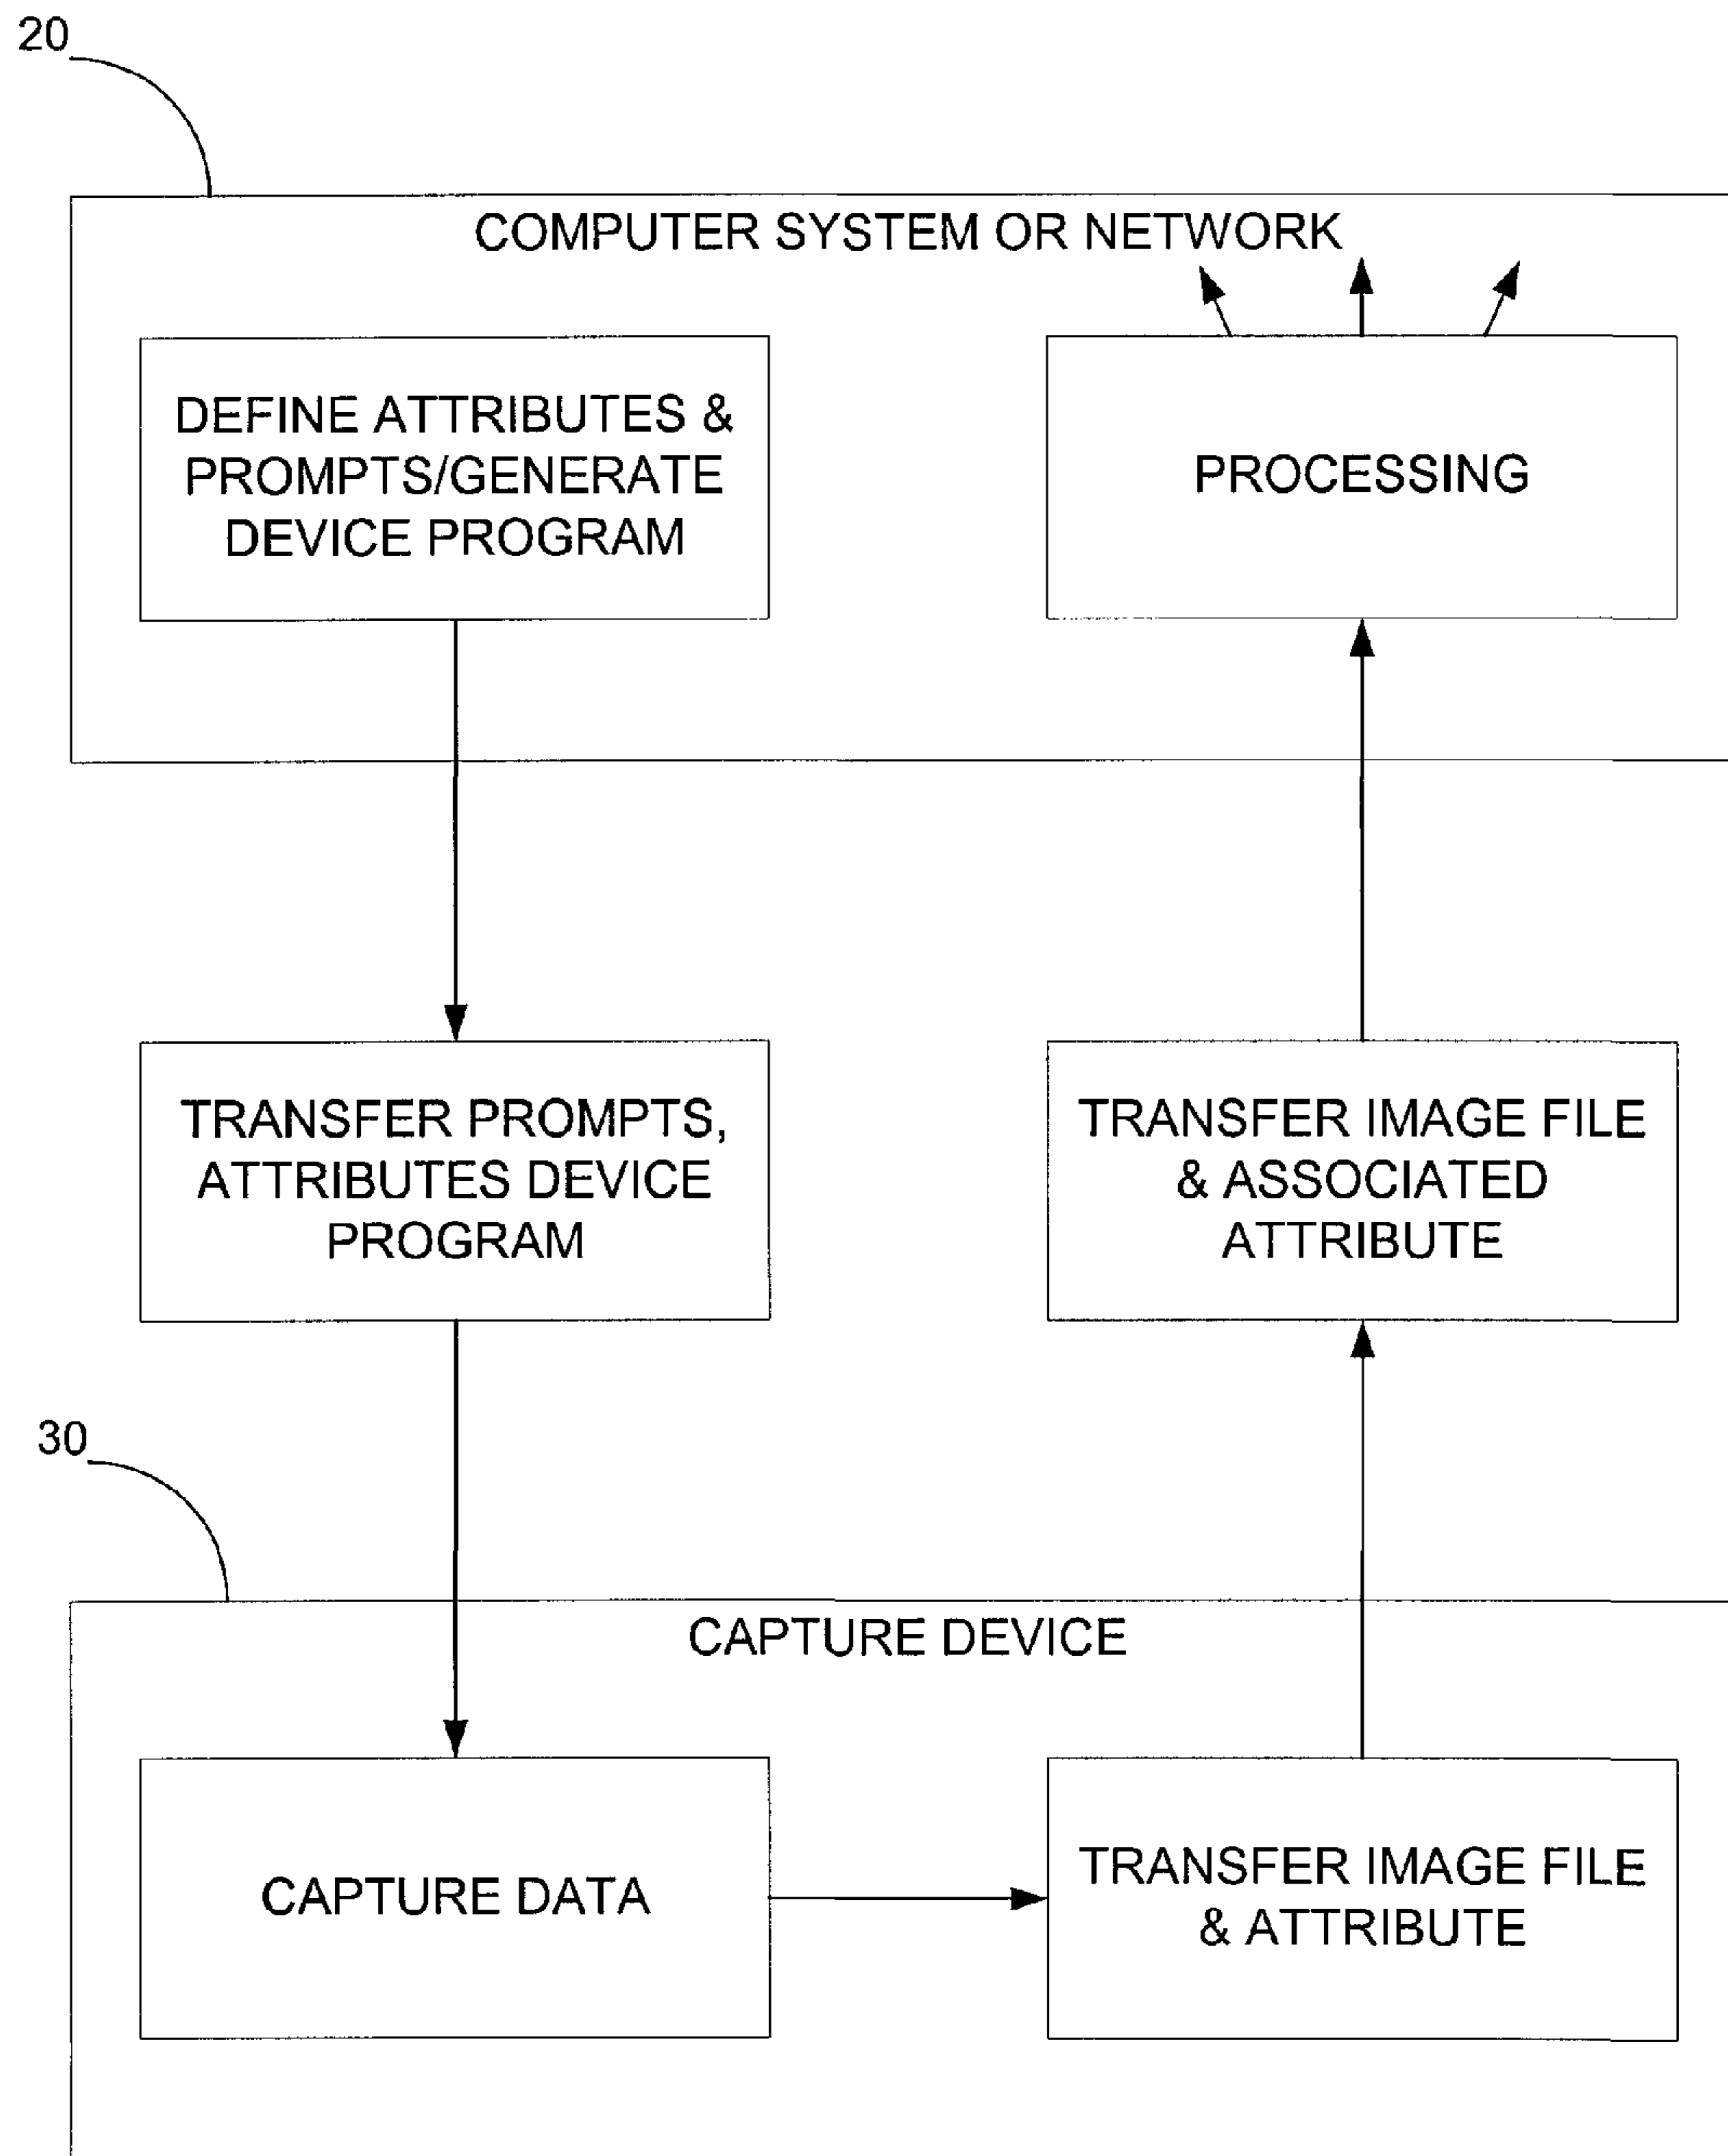 20
COMPUTER SYSTEM OR NETWORK
DEFINE ATTRIBUTES &
PROMPTS/GENERATE
DEVICE PROGRAM
PROCESSING
TRANSFER PROMPTS,
ATTRIBUTES DEVICE
PROGRAM
TRANSFER IMAGE FILE
& ASSOCIATED
ATTRIBUTE
30
CAPTURE DEVICE
CAPTURE DATA
TRANSFER IMAGE FILE
& ATTRIBUTE